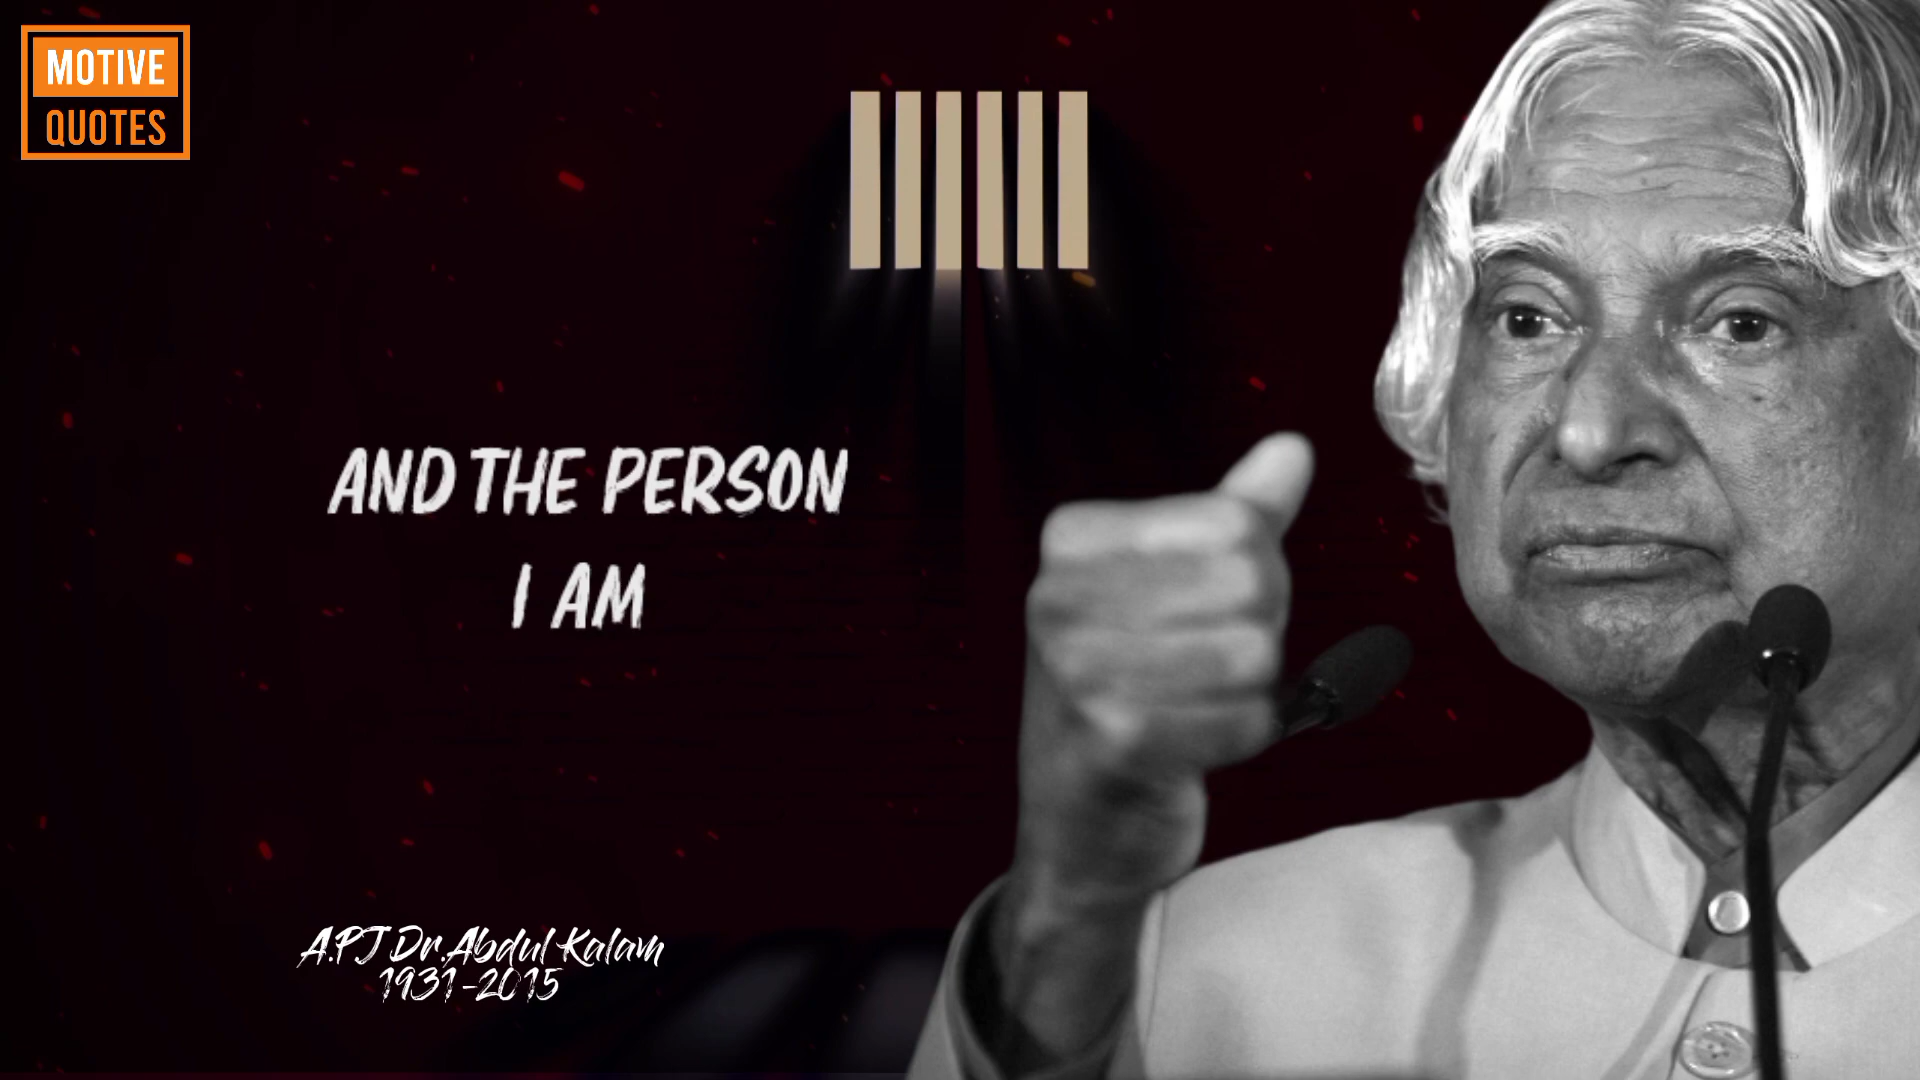 MOTIVE
QUOTES
AND THE PERSON
I AM
A.P.J Dr.Abdul Kalam
1931-2015